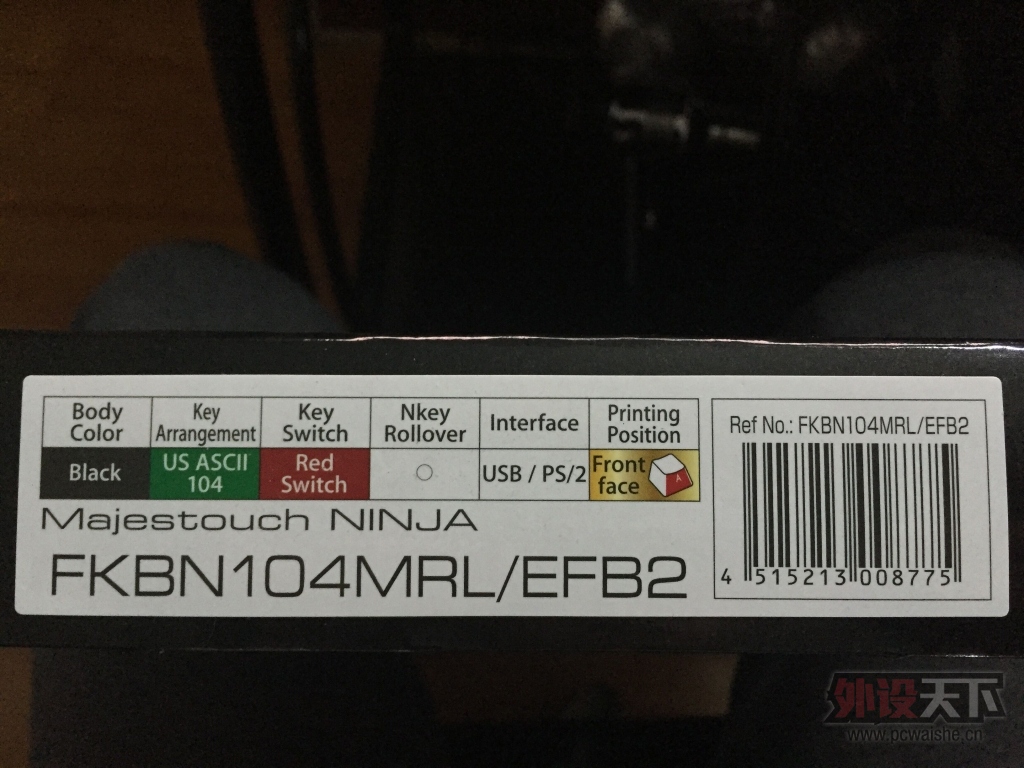 Body Color
Key Arrangement
Key Switch
Nkey Rollover
Interface
Printing Position
Black
US ASCII 104
Red Switch
○
USB / PS/2
Front face
A
Majestouch NINJA
FKBN104MRL/EFB2
Ref No.: FKBN104MRL/EFB2
4 515213 008775
外设天下
www.pcwaishe.cn